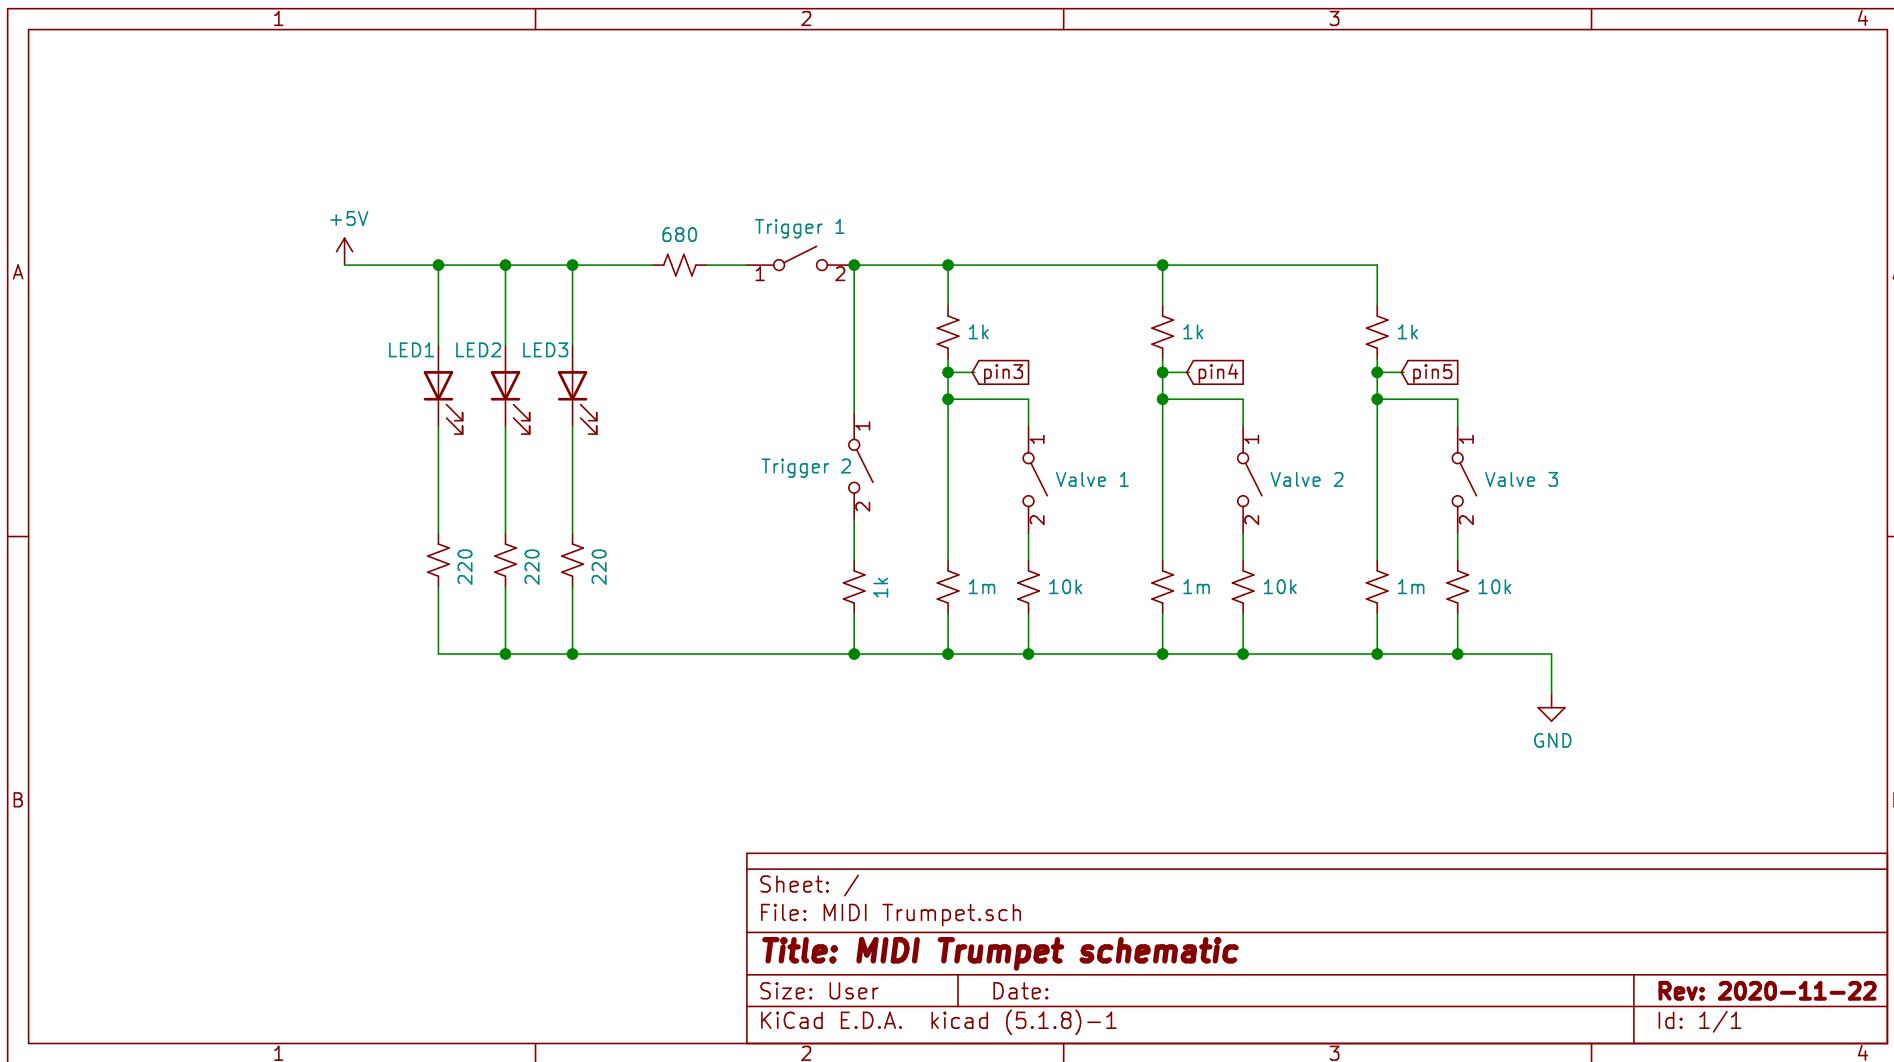 1 2 3 4
+5V
680
Trigger 1
1 2
A
LED1 LED2 LED3
1k 1k 1k
pin3 pin4 pin5
1 1 1 1
Trigger 2
Valve 1 Valve 2 Valve 3
2 2 2 2
220 220 220
1k 1m 10k 1m 10k 1m 10k
GND
B
Sheet: /
File: MIDI Trumpet.sch
Title: MIDI Trumpet schematic
Size: User Date: Rev: 2020-11-22
KiCad E.D.A. kicad (5.1.8)-1 Id: 1/1
1 2 3 4